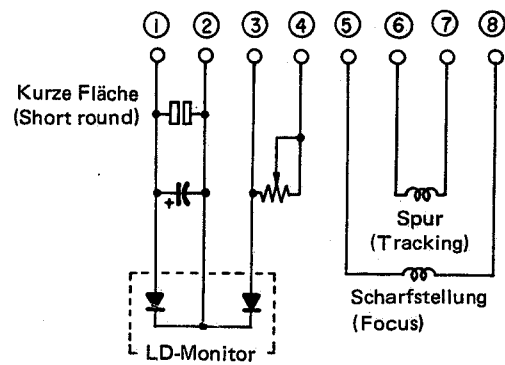 ① ② ③ ④ ⑤ ⑥ ⑦ ⑧
Kurze Fläche
(Short round)
+
Spur
(Tracking)
Scharfstellung
(Focus)
LD-Monitor